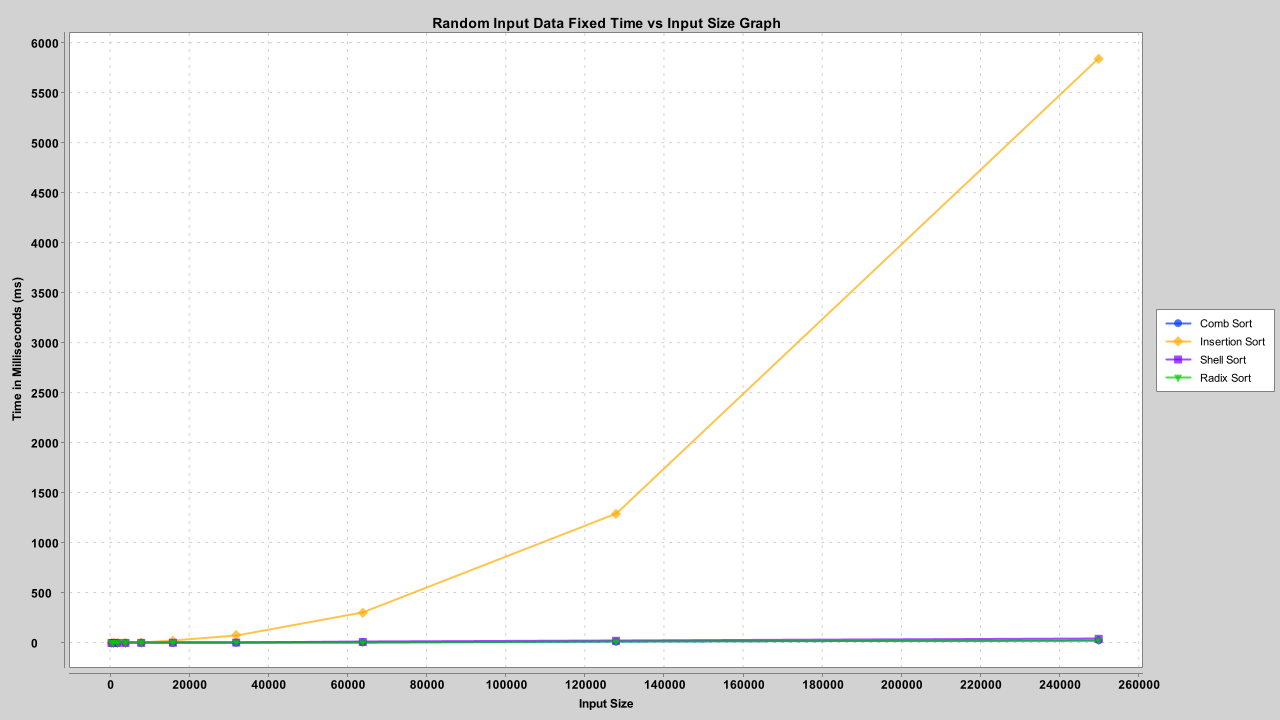 Random Input Data Fixed Time vs Input Size Graph
Time in Milliseconds (ms)
6000
5500
5000
4500
4000
3500
3000
2500
2000
1500
1000
500
0
0 20000 40000 60000 80000 100000 120000 140000 160000 180000 200000 220000 240000 260000
Input Size
Comb Sort
Insertion Sort
Shell Sort
Radix Sort